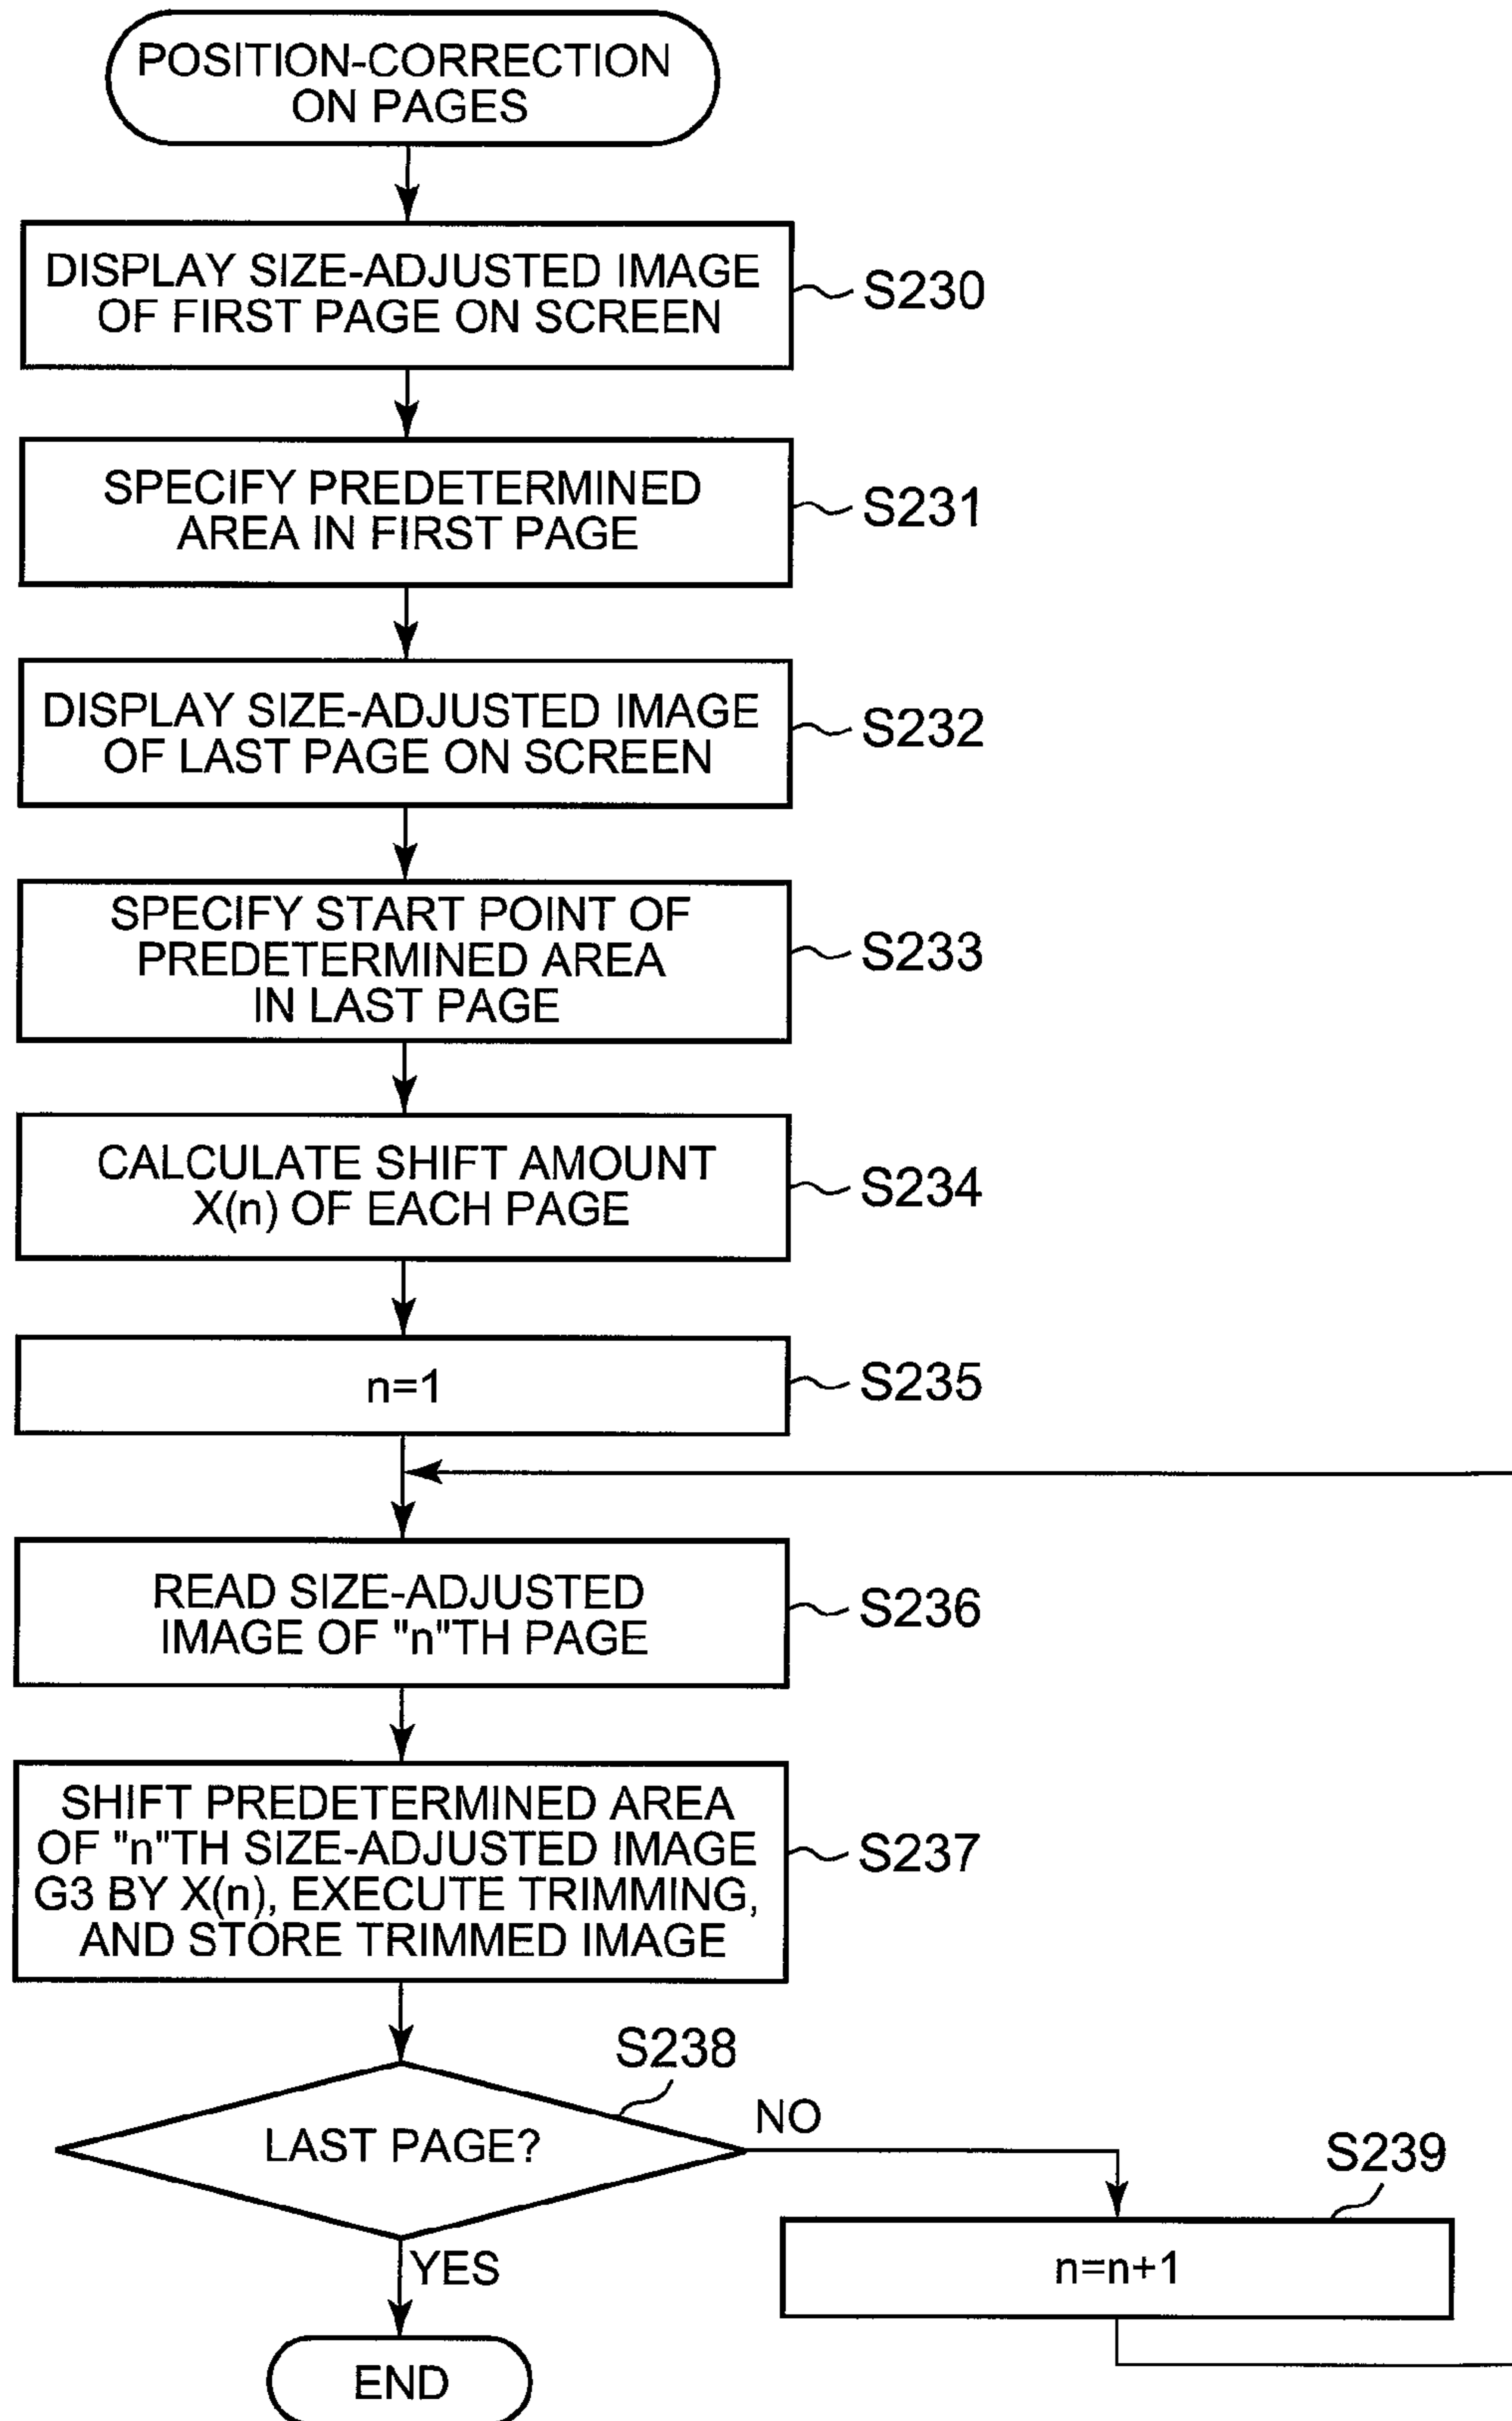 POSITION-CORRECTION
ON PAGES
DISPLAY SIZE-ADJUSTED IMAGE
OF FIRST PAGE ON SCREEN
S230
SPECIFY PREDETERMINED
AREA IN FIRST PAGE
S231
DISPLAY SIZE-ADJUSTED IMAGE
OF LAST PAGE ON SCREEN
S232
SPECIFY START POINT OF
PREDETERMINED AREA
IN LAST PAGE
S233
CALCULATE SHIFT AMOUNT
X(n) OF EACH PAGE
S234
n=1
S235
READ SIZE-ADJUSTED
IMAGE OF "n"TH PAGE
S236
SHIFT PREDETERMINED AREA
OF "n"TH SIZE-ADJUSTED IMAGE
G3 BY X(n), EXECUTE TRIMMING,
AND STORE TRIMMED IMAGE
S237
S238
LAST PAGE?
NO
S239
n=n+1
YES
END